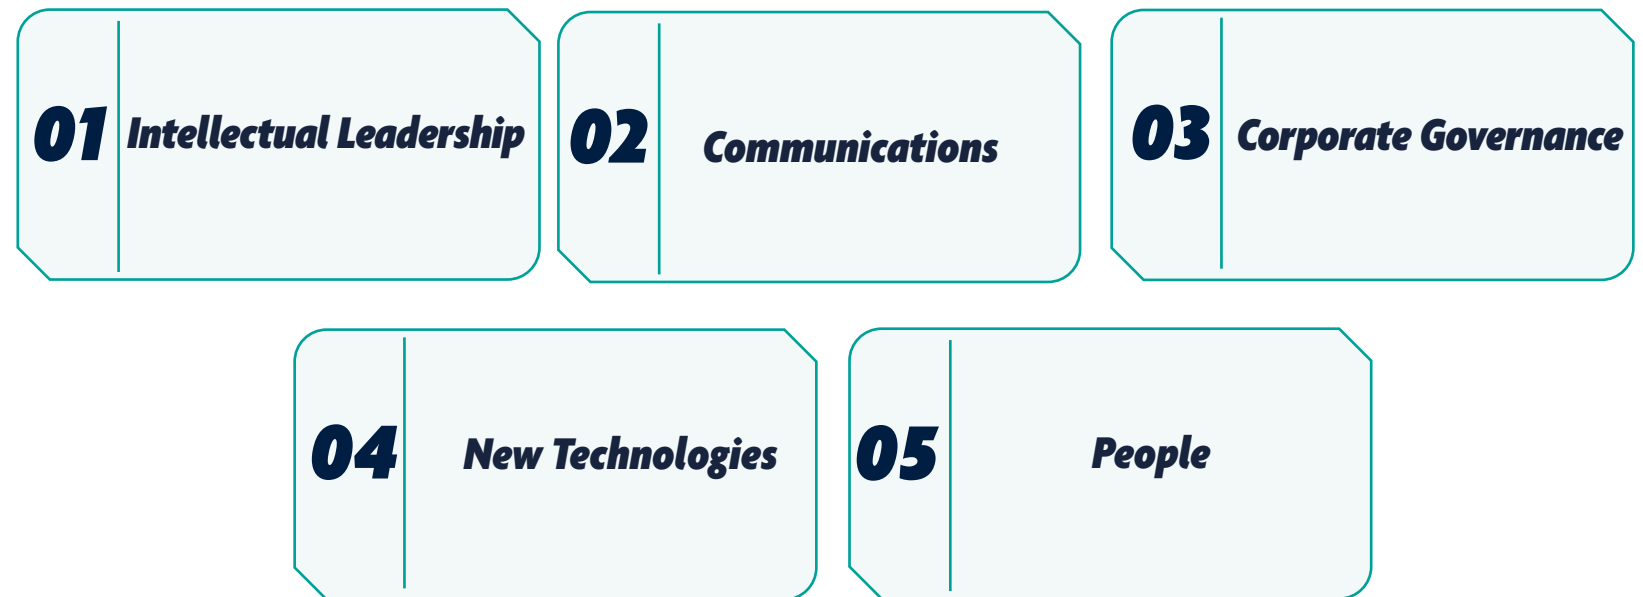 01
Intellectual Leadership
02
Communications
03
Corporate Governance
04
New Technologies
05
People